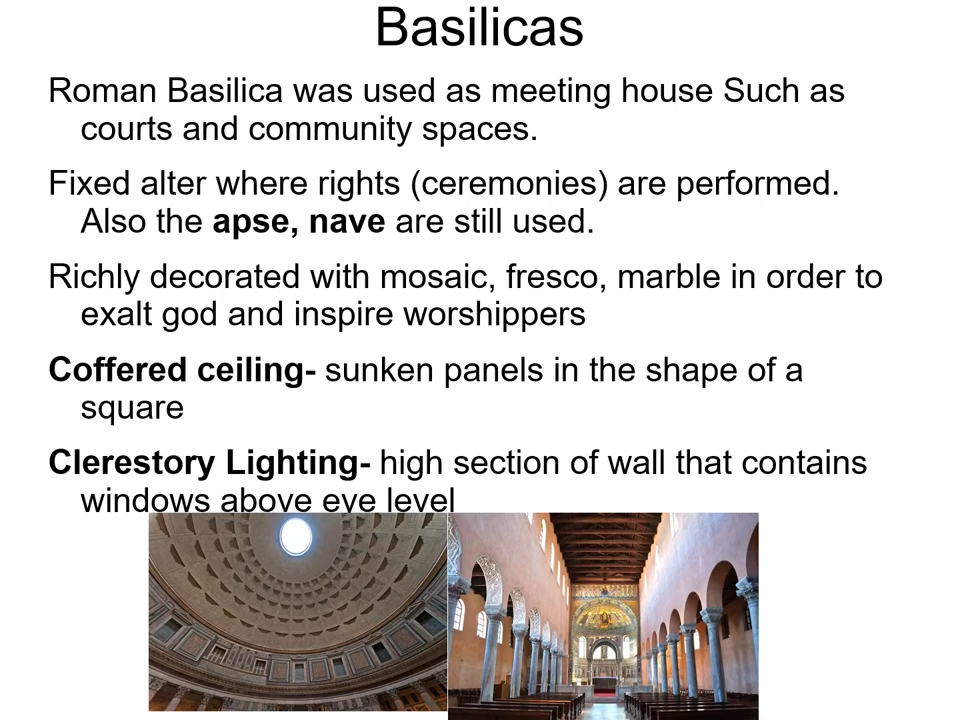 Basilicas
Roman Basilica was used as meeting house Such as
courts and community spaces.
Fixed alter where rights (ceremonies) are performed.
Also the apse, nave are still used.
Richly decorated with mosaic, fresco, marble in order to
exalt god and inspire worshippers
Coffered ceiling- sunken panels in the shape of a
square
Clerestory Lighting- high section of wall that contains
windows above eye level